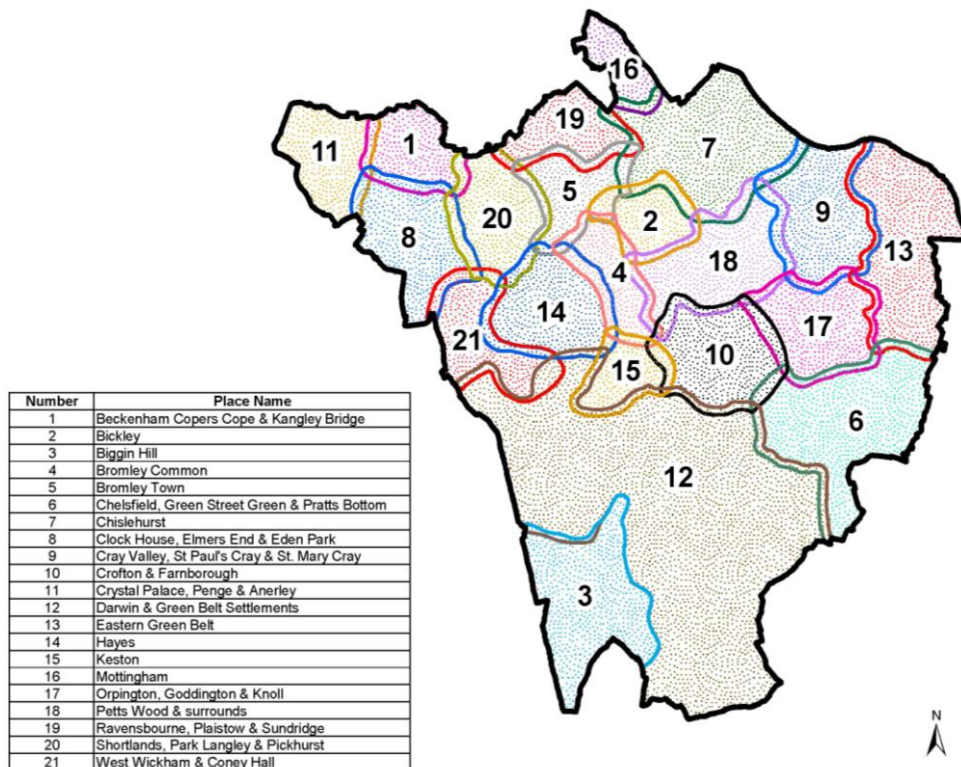 16
19
11
1
7
5
20
2
9
8
18
13
4
14
17
21
10
15
6
12
3
Number Place Name
1 Beckenham Copers Cope & Kangley Bridge
2 Bickley
3 Biggin Hill
4 Bromley Common
5 Bromley Town
6 Chelsfield, Green Street Green & Pratts Bottom
7 Chislehurst
8 Clock House, Elmers End & Eden Park
9 Cray Valley, St Paul's Cray & St. Mary Cray
10 Crofton & Farnborough
11 Crystal Palace, Penge & Anerley
12 Darwin & Green Belt Settlements
13 Eastern Green Belt
14 Hayes
15 Keston
16 Mottingham
17 Orpington, Goddington & Knoll
18 Petts Wood & surrounds
19 Ravensbourne, Plaistow & Sundridge
20 Shortlands, Park Langley & Pickhurst
21 West Wickham & Coney Hall
N